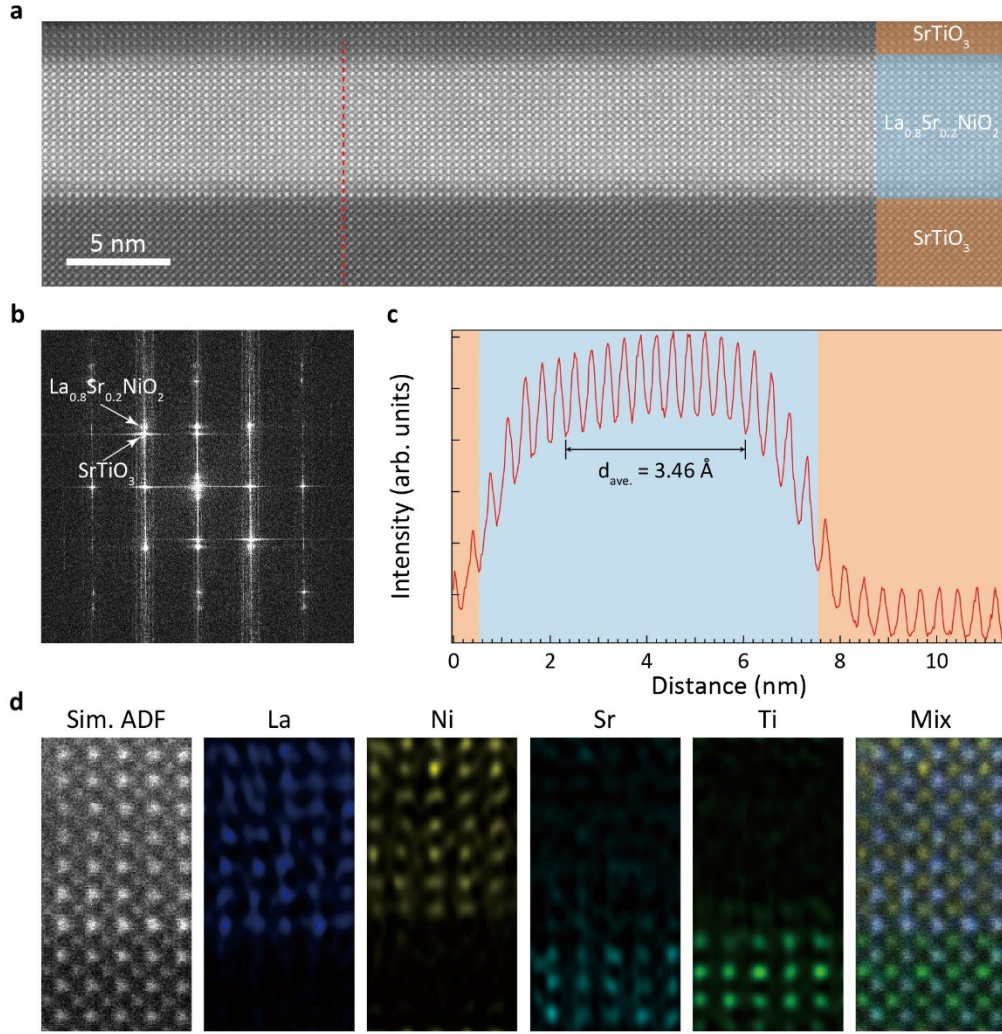 a
SrTiO3
La0.8Sr0.2NiO2
SrTiO3
5 nm
b
La0.8Sr0.2NiO2
SrTiO3
c
Intensity (arb. units)
dave. = 3.46 Å
0 2 4 6 8 10
Distance (nm)
d
Sim. ADF La Ni Sr Ti Mix